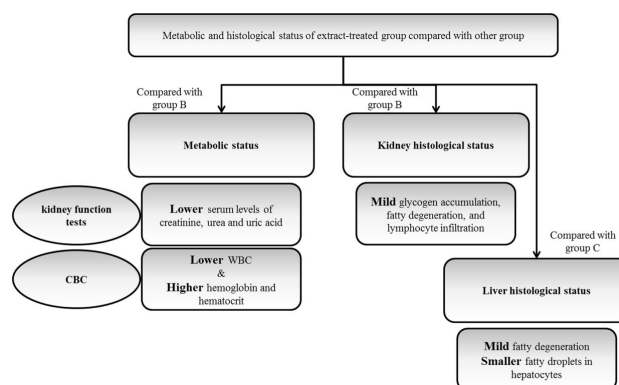 Metabolic and histological status of extract-treated group compared with other group
Compared with
group B
Compared with
group B
Metabolic status
Kidney histological status
kidney function
tests
Lower serum levels of
creatinine, urea and uric acid
Mild glycogen accumulation,
fatty degeneration, and
lymphocyte infiltration
CBC
Lower WBC
&
Higher hemoglobin and
hematocrit
Compared with
group C
Liver histological status
Mild fatty degeneration
Smaller fatty droplets in
hepatocytes